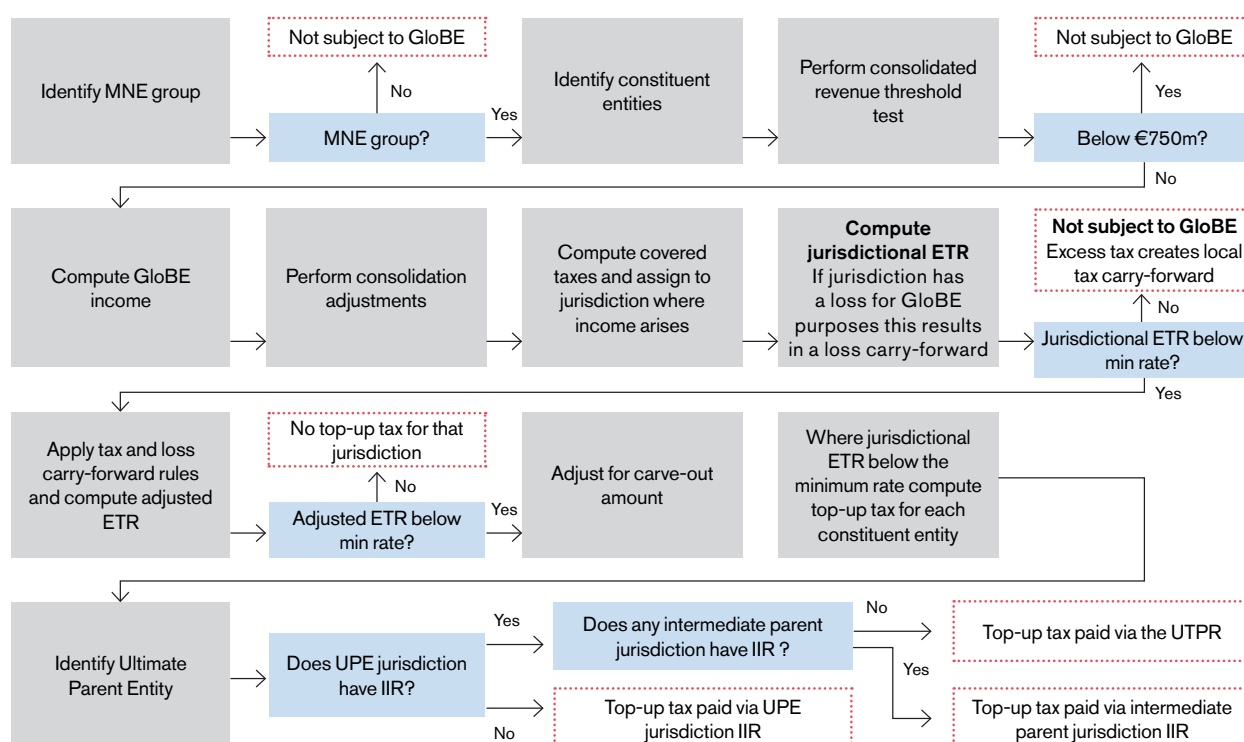 Identify MNE group
Not subject to GloBE
No
MNE group?
Yes
Identify constituent
entities
Perform consolidated
revenue threshold
test
Not subject to GloBE
Yes
Below €750m?
No
Compute GloBE
income
Perform consolidation
adjustments
Compute covered
taxes and assign to
jurisdiction where
income arises
Compute
jurisdictional ETR
If jurisdiction has
a loss for GloBE
purposes this results
in a loss carry-forward
Not subject to GloBE
Excess tax creates local
tax carry-forward
No
Jurisdictional ETR below
min rate?
Yes
Apply tax and loss
carry-forward rules
and compute adjusted
ETR
No top-up tax for that
jurisdiction
No
Adjusted ETR below
min rate?
Yes
Adjust for carve-out
amount
Where jurisdictional
ETR below the
minimum rate compute
top-up tax for each
constituent entity
Identify Ultimate
Parent Entity
Does UPE jurisdiction
have IIR?
Yes
No
Does any intermediate parent
jurisdiction have IIR ?
Top-up tax paid via UPE
jurisdiction IIR
No
Yes
Top-up tax paid via the UTPR
Top-up tax paid via intermediate
parent jurisdiction IIR